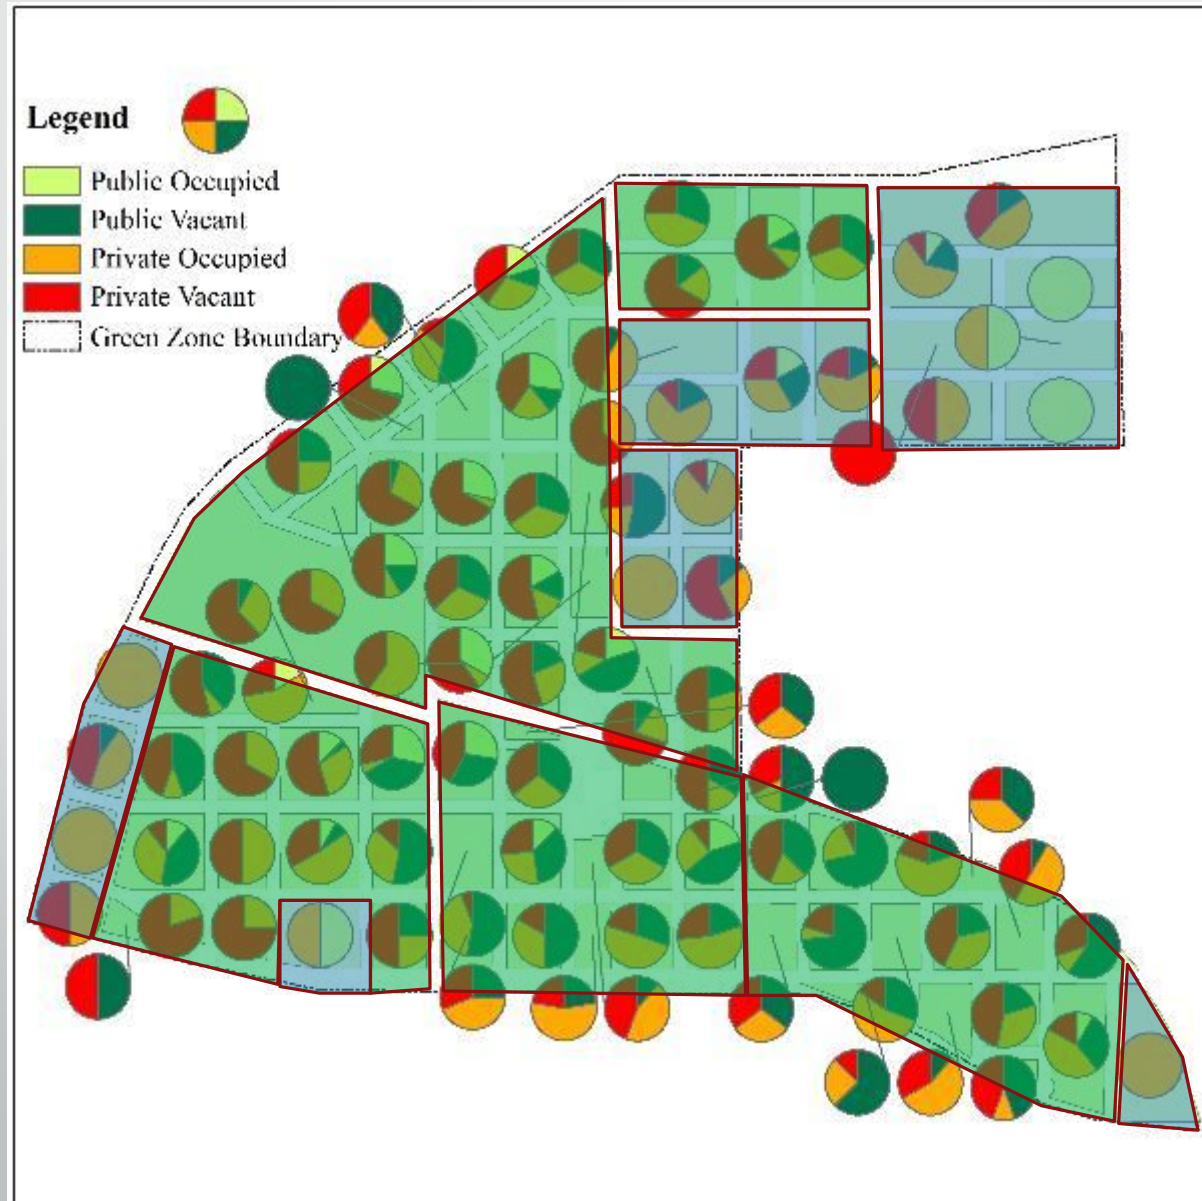 Legend
Public Occupied
Public Vacant
Private Occupied
Private Vacant
Green Zone Boundary